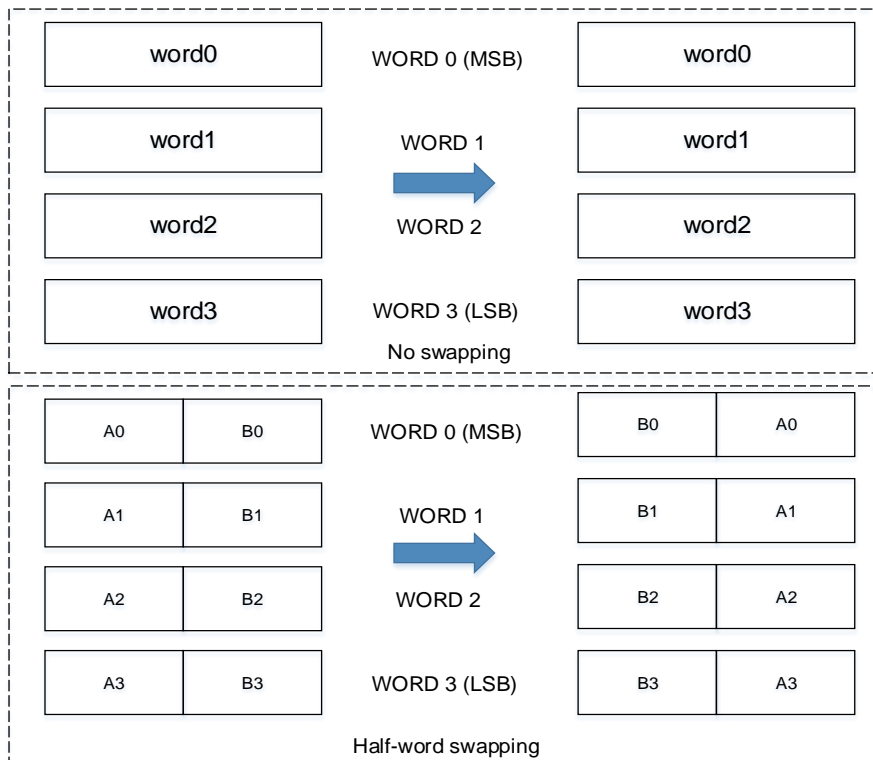 word0 WORD 0 (MSB) word0
word1 WORD 1 word1
word2 WORD 2 word2
word3 WORD 3 (LSB) word3
No swapping
A0 B0 WORD 0 (MSB) B0 A0
A1 B1 WORD 1 B1 A1
A2 B2 WORD 2 B2 A2
A3 B3 WORD 3 (LSB) B3 A3
Half-word swapping